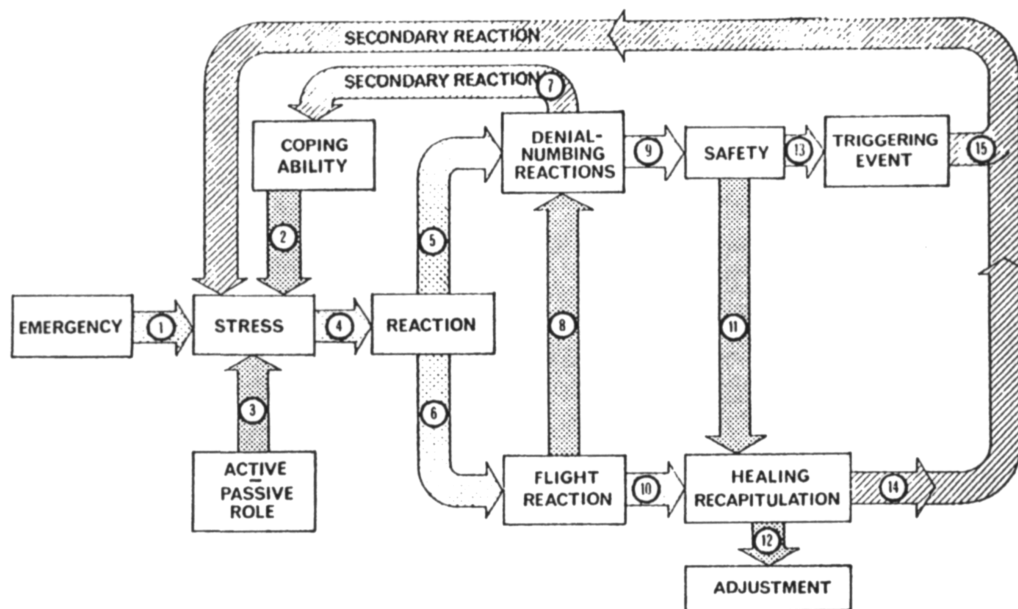 SECONDARY REACTION
SECONDARY REACTION
7
COPING
ABILITY
DENIAL-
NUMBING
REACTIONS
9
SAFETY
13
TRIGGERING
EVENT
15
2
5
EMERGENCY
1
STRESS
4
REACTION
8
11
3
6
ACTIVE
–
PASSIVE
ROLE
FLIGHT
REACTION
10
HEALING
RECAPITULATION
14
12
ADJUSTMENT